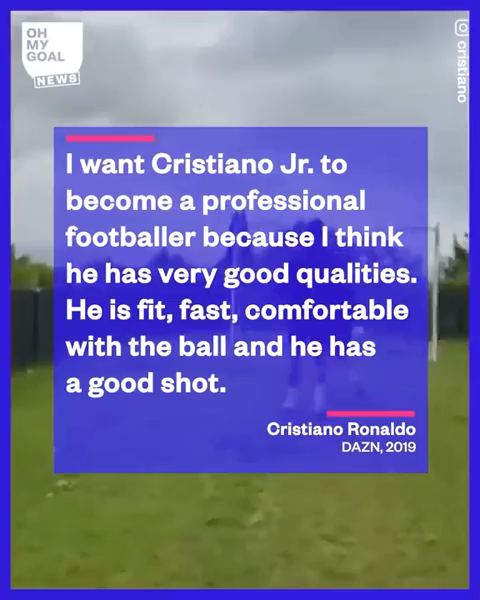 OH
MY
GOAL
NEWS
cristiano
I want Cristiano Jr. to
become a professional
footballer because I think
he has very good qualities.
He is fit, fast, comfortable
with the ball and he has
a good shot.
Cristiano Ronaldo
DAZN, 2019